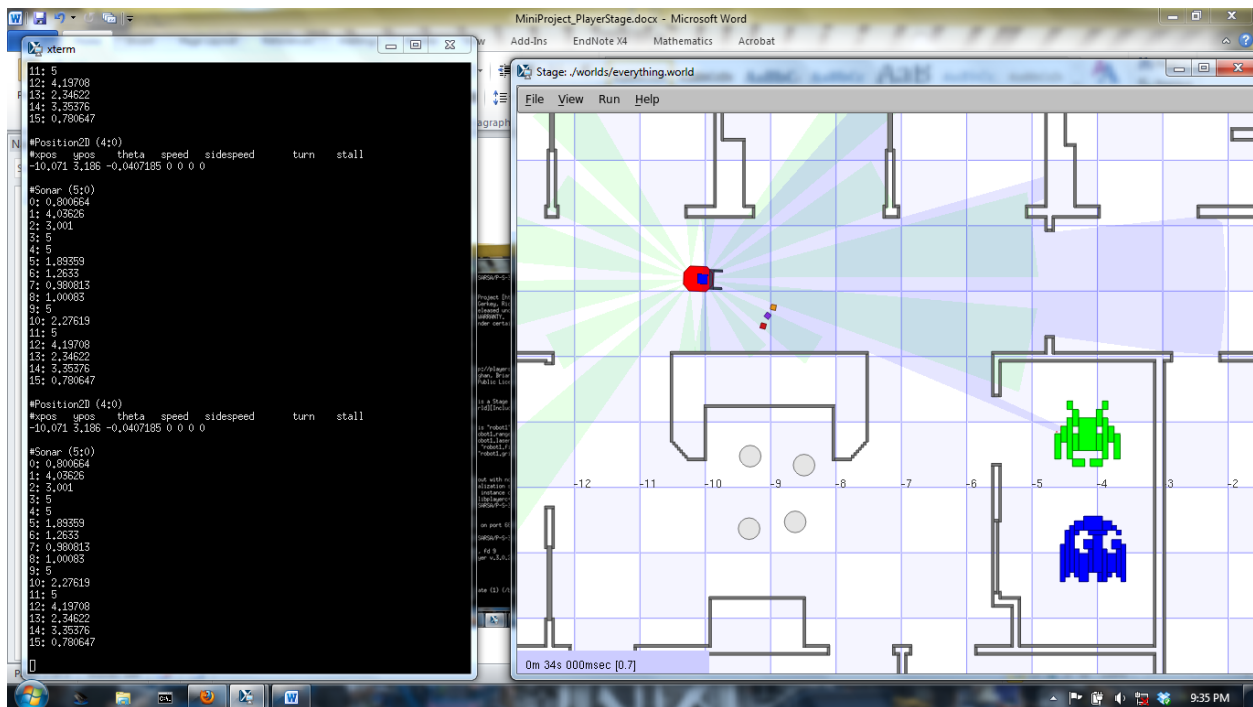 MiniProject_PlayerStage.docx - Microsoft Word
Add-Ins EndNote X4 Mathematics Acrobat
xterm
11: 5
12: 4.19708
13: 2.34622
14: 3.35376
15: 0.780647
#Position2D (4:0)
#xpos ypos theta speed sidespeed turn stall
-10.071 3.186 -0.0407185 0 0 0 0
#Sonar (5:0)
0: 0.800664
1: 4.03626
2: 3.001
3: 5
4: 5
5: 1.89359
6: 1.2633
7: 0.980813
8: 1.00083
9: 5
10: 2.27619
11: 5
12: 4.19708
13: 2.34622
14: 3.35376
15: 0.780647
#Position2D (4:0)
#xpos ypos theta speed sidespeed turn stall
-10.071 3.186 -0.0407185 0 0 0 0
#Sonar (5:0)
0: 0.800664
1: 4.03626
2: 3.001
3: 5
4: 5
5: 1.89359
6: 1.2633
7: 0.980813
8: 1.00083
9: 5
10: 2.27619
11: 5
12: 4.19708
13: 2.34622
14: 3.35376
15: 0.780647
Stage: ./worlds/everything.world
File View Run Help
-12 -11 -10 -9 -8 -7 -6 -5 -4 3 -2
0m 34s 000msec [0.7]
9:35 PM